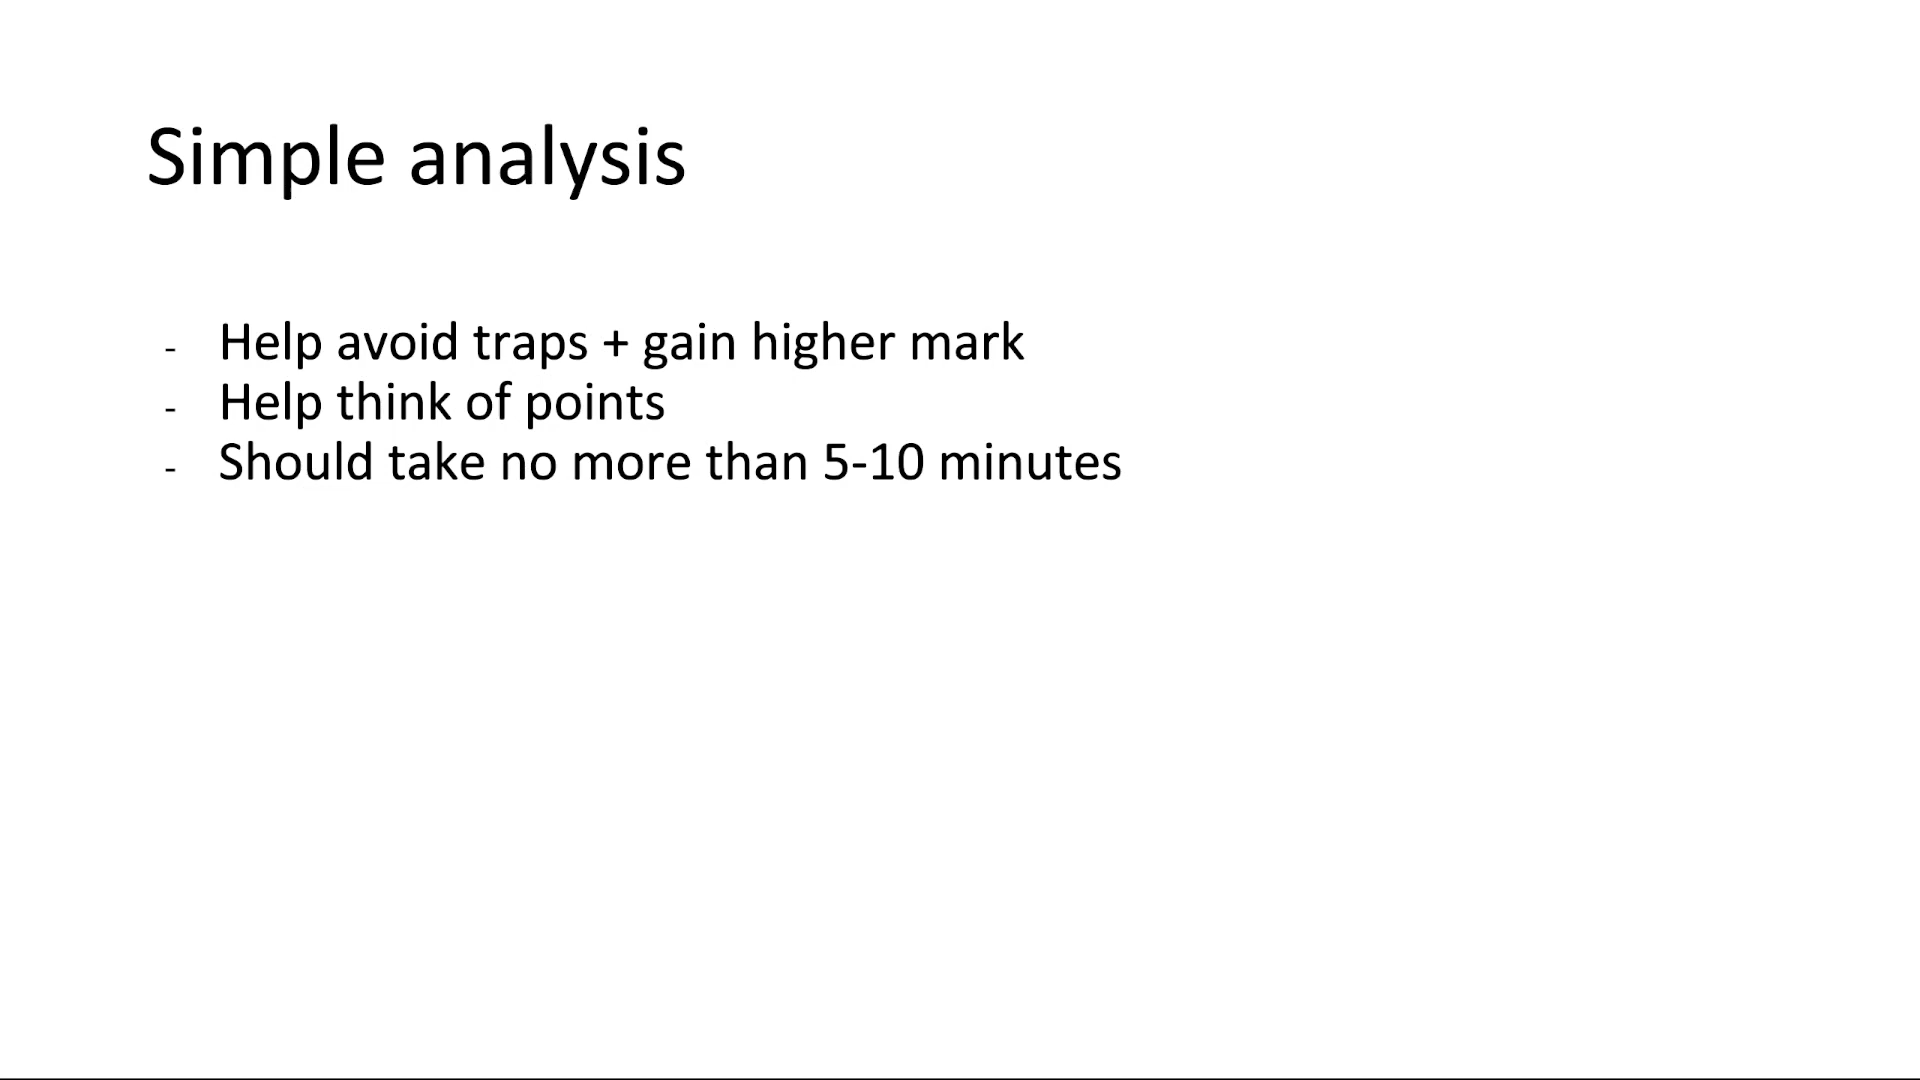 Simple analysis
- Help avoid traps + gain higher mark
- Help think of points
- Should take no more than 5-10 minutes